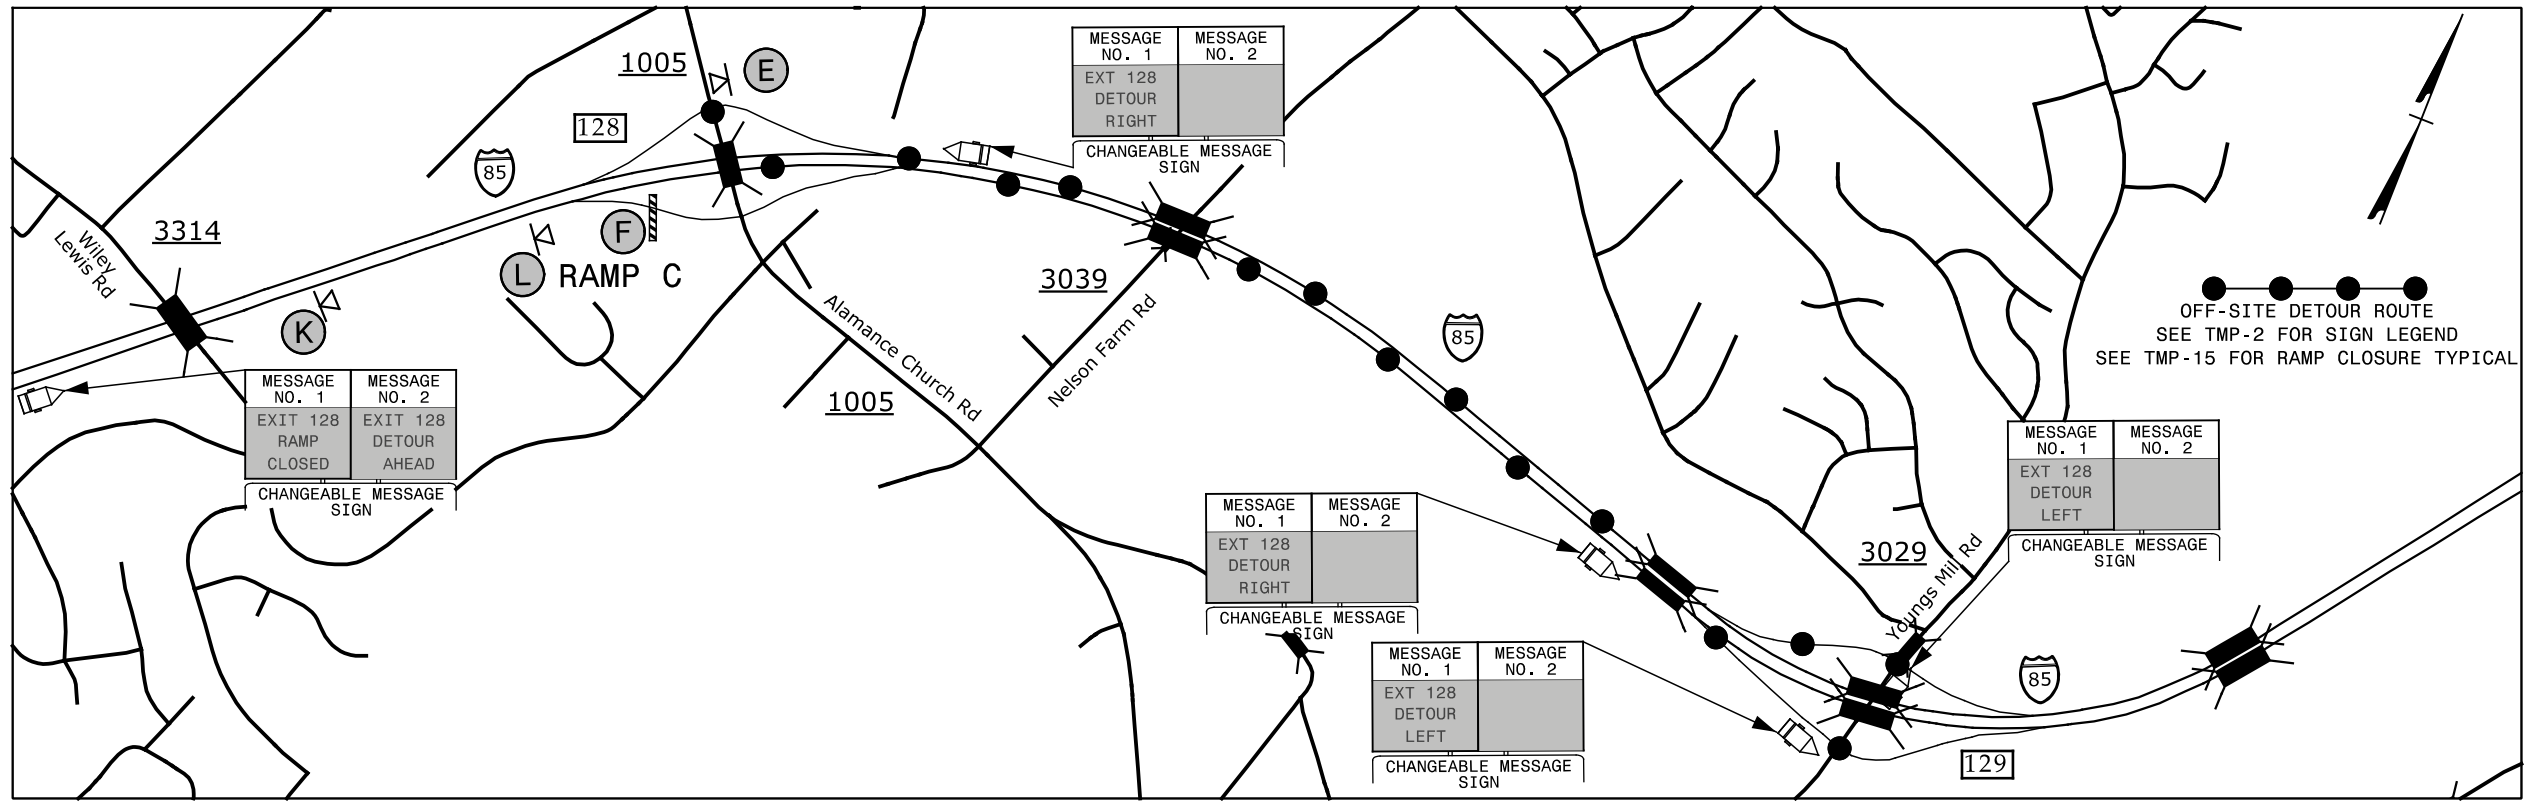 1005
E
128
85
MESSAGE NO. 1
MESSAGE NO. 2
EXT 128
DETOUR
RIGHT
CHANGEABLE MESSAGE
SIGN
3314
Wiley
Lewis Rd
F
L
RAMP C
K
3039
Nelson Farm Rd
Alamance Church Rd
1005
85
OFF-SITE DETOUR ROUTE
SEE TMP-2 FOR SIGN LEGEND
SEE TMP-15 FOR RAMP CLOSURE TYPICAL
MESSAGE NO. 1
MESSAGE NO. 2
EXIT 128
RAMP
CLOSED
EXIT 128
DETOUR
AHEAD
CHANGEABLE MESSAGE
SIGN
MESSAGE NO. 1
MESSAGE NO. 2
EXT 128
DETOUR
LEFT
CHANGEABLE MESSAGE
SIGN
MESSAGE NO. 1
MESSAGE NO. 2
EXT 128
DETOUR
RIGHT
CHANGEABLE MESSAGE
SIGN
3029
Youngs Mill Rd
MESSAGE NO. 1
MESSAGE NO. 2
EXT 128
DETOUR
LEFT
CHANGEABLE MESSAGE
SIGN
85
129